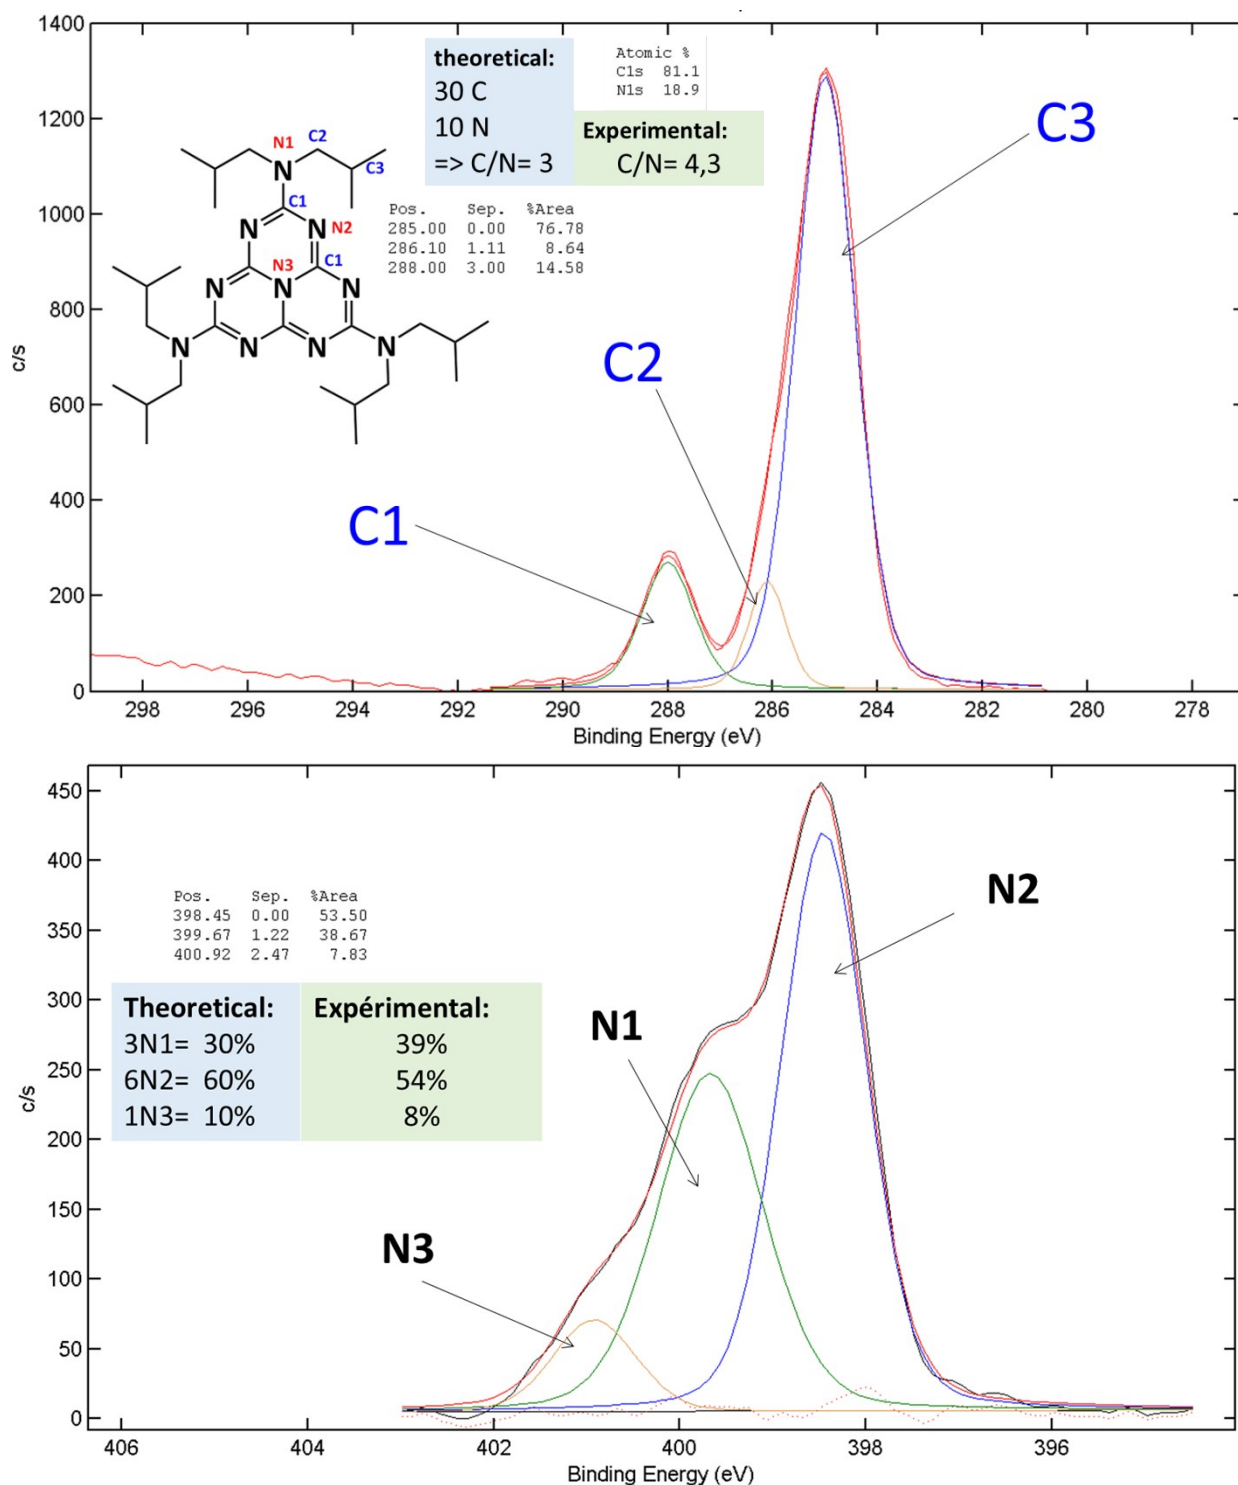 1400
1200
1000
800
600
400
200
0
c/s
theoretical:
30 C
10 N
=> C/N= 3
Atomic %
C1s 81.1
N1s 18.9
Experimental:
C/N= 4,3
Pos. Sep. %Area
285.00 0.00 76.78
286.10 1.11 8.64
288.00 3.00 14.58
N1
C2
C3
N
C1
N N N2
N3 C1
N N N
N N N N
C3
C2
C1
298 296 294 292 290 288 286 284 282 280 278
Binding Energy (eV)
450
400
350
300
250
200
150
100
50
0
c/s
Pos. Sep. %Area
398.45 0.00 53.50
399.67 1.22 38.67
400.92 2.47 7.83
Theoretical: Expérimental:
3N1= 30% 39%
6N2= 60% 54%
1N3= 10% 8%
N2
N1
N3
406 404 402 400 398 396
Binding Energy (eV)